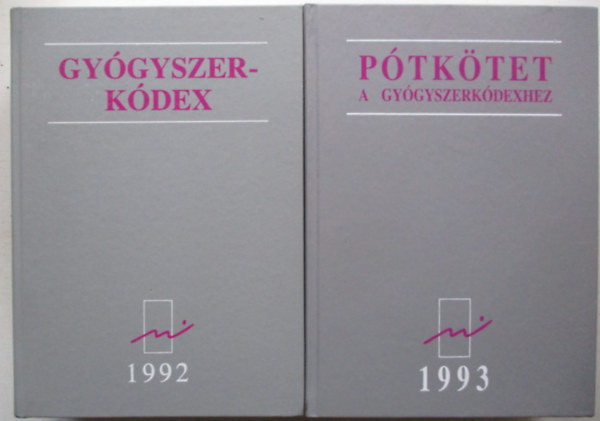 GYÓGYSZER-
KÓDEX
1992
PÓTKÖTET
A GYÓGYSZERKÓDEXHEZ
1993